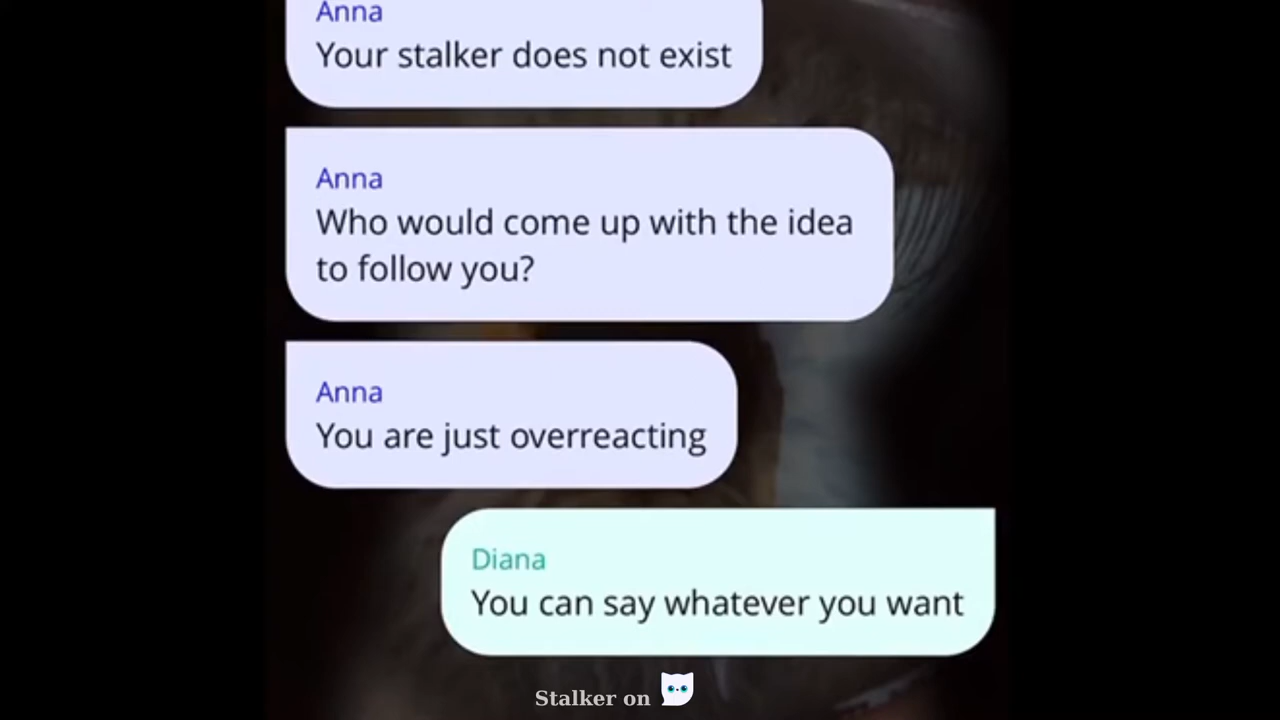 Anna
Your stalker does not exist
Anna
Who would come up with the idea
to follow you?
Anna
You are just overreacting
Diana
You can say whatever you want
Stalker on